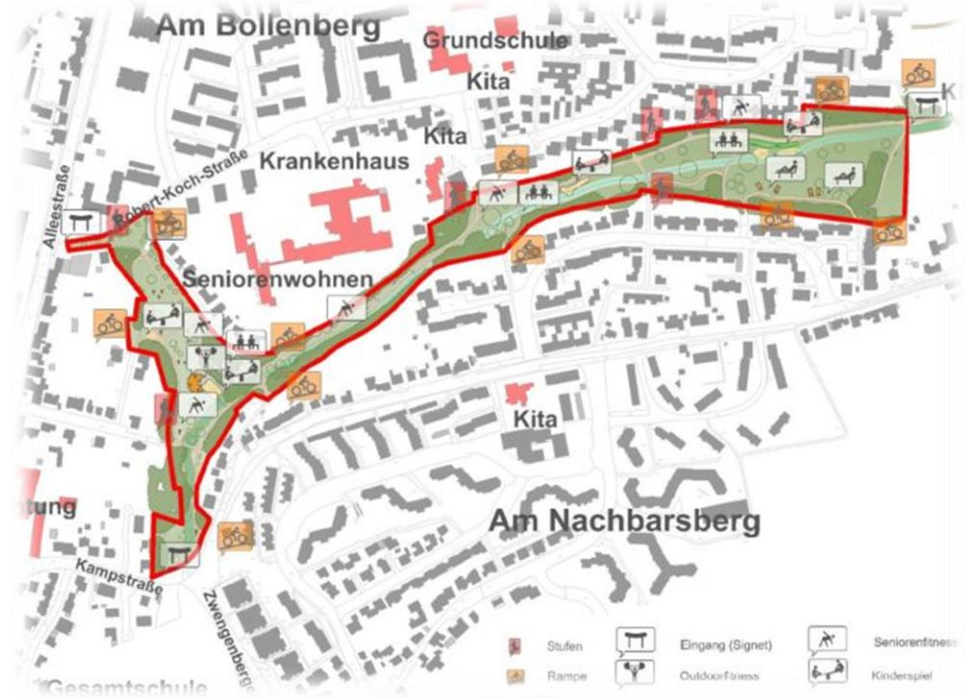 Am Bollenberg
Grundschule
Kita
Kita
Krankenhaus
Robert-Koch-Straße
Alleestraße
Seniorenwohnen
Kita
tung
Am Nachbarsberg
Kampstraße
Zwengenberger
Gesamtschule
K
Stufen
Eingang (Signet)
Seniorenfitness
Rampe
Outdoorfitness
Kinderspiel